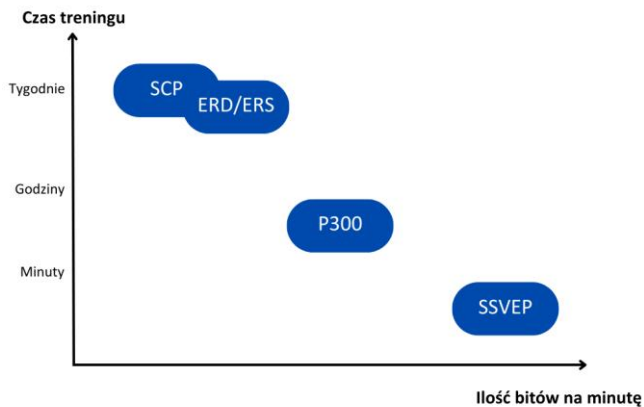 Czas treningu
Tygodnie
SCP
ERD/ERS
Godziny
P300
Minuty
SSVEP
Ilość bitów na minutę